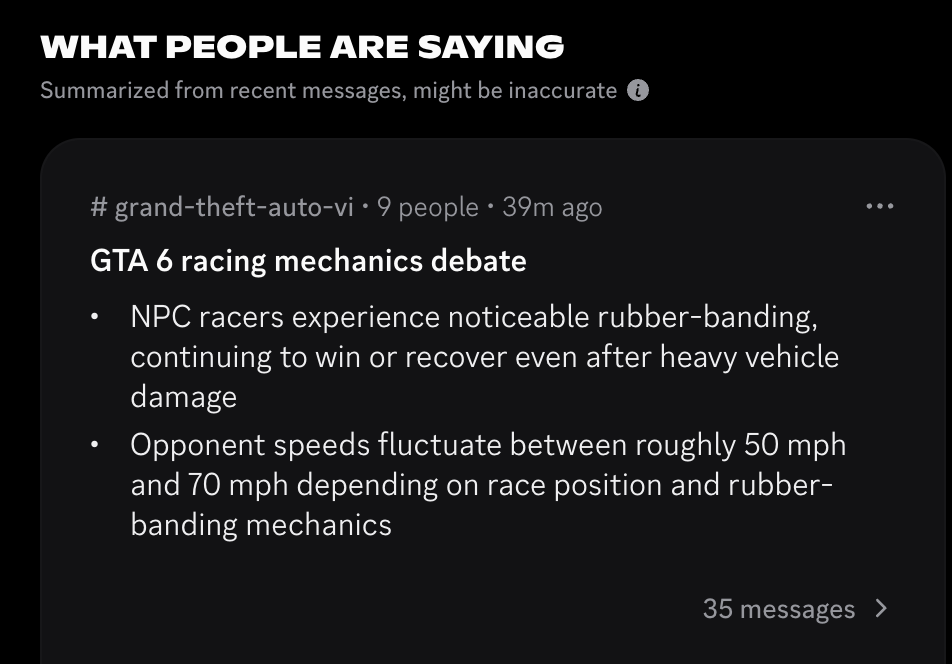 WHAT PEOPLE ARE SAYING
Summarized from recent messages, might be inaccurate
# grand-theft-auto-vi • 9 people • 39m ago
GTA 6 racing mechanics debate
• NPC racers experience noticeable rubber-banding,
continuing to win or recover even after heavy vehicle
damage
• Opponent speeds fluctuate between roughly 50 mph
and 70 mph depending on race position and rubber-
banding mechanics
35 messages